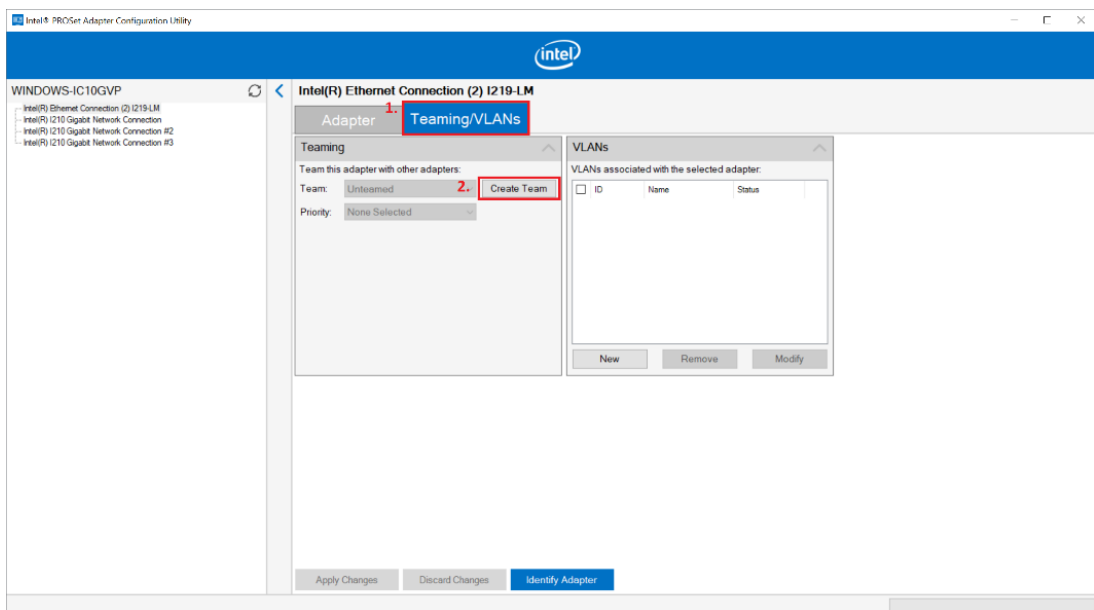 Intel® PROSet Adapter Configuration Utility
intel
WINDOWS-IC10GVP
Intel(R) Ethernet Connection (2) I219-LM
Intel(R) I210 Gigabit Network Connection
Intel(R) I210 Gigabit Network Connection #2
Intel(R) I210 Gigabit Network Connection #3
Intel(R) Ethernet Connection (2) I219-LM
Adapter
1.
Teaming/VLANs
Teaming
Team this adapter with other adapters:
Team: Unteamed 2. Create Team
Priority: None Selected
VLANs
VLANs associated with the selected adapter:
ID Name Status
New Remove Modify
Apply Changes Discard Changes Identify Adapter